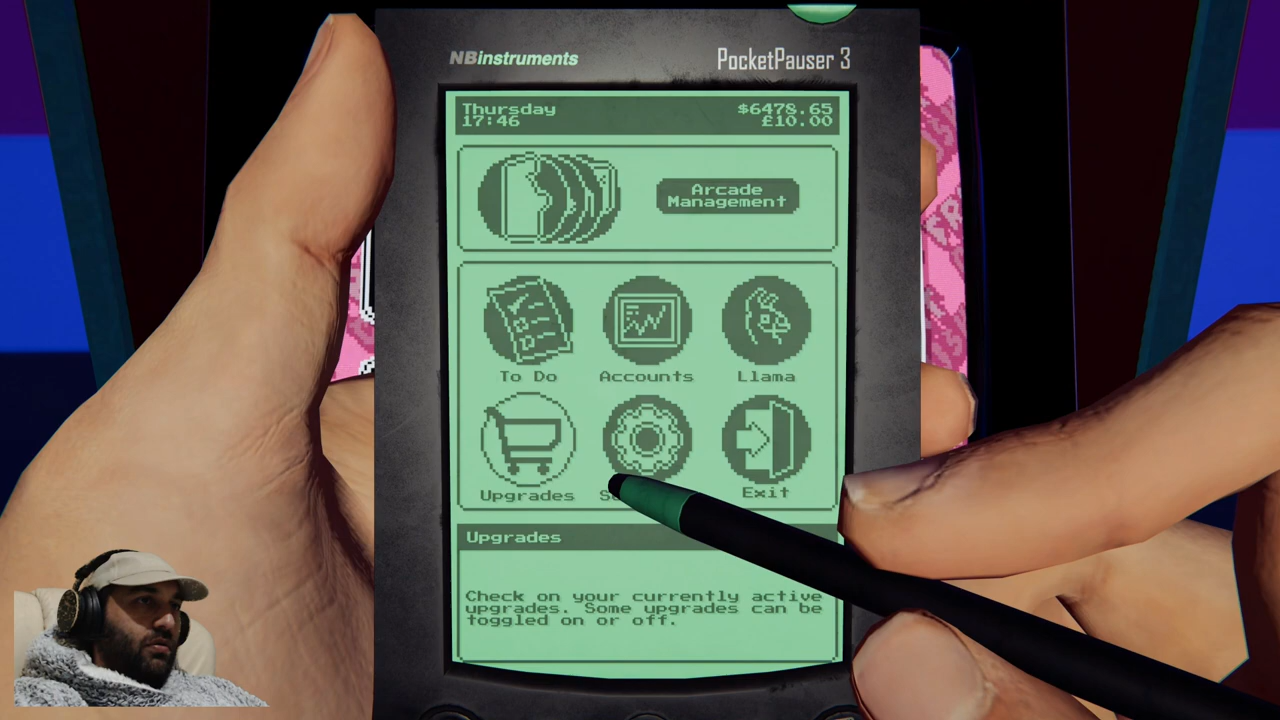 NBinstruments
PocketPauser 3
Thursday
$6478.65
17:46
£10.00
Arcade
Management
To Do
Accounts
Llama
Upgrades
Exit
Upgrades
Check on your currently active
upgrades. Some upgrades can be
toggled on or off.